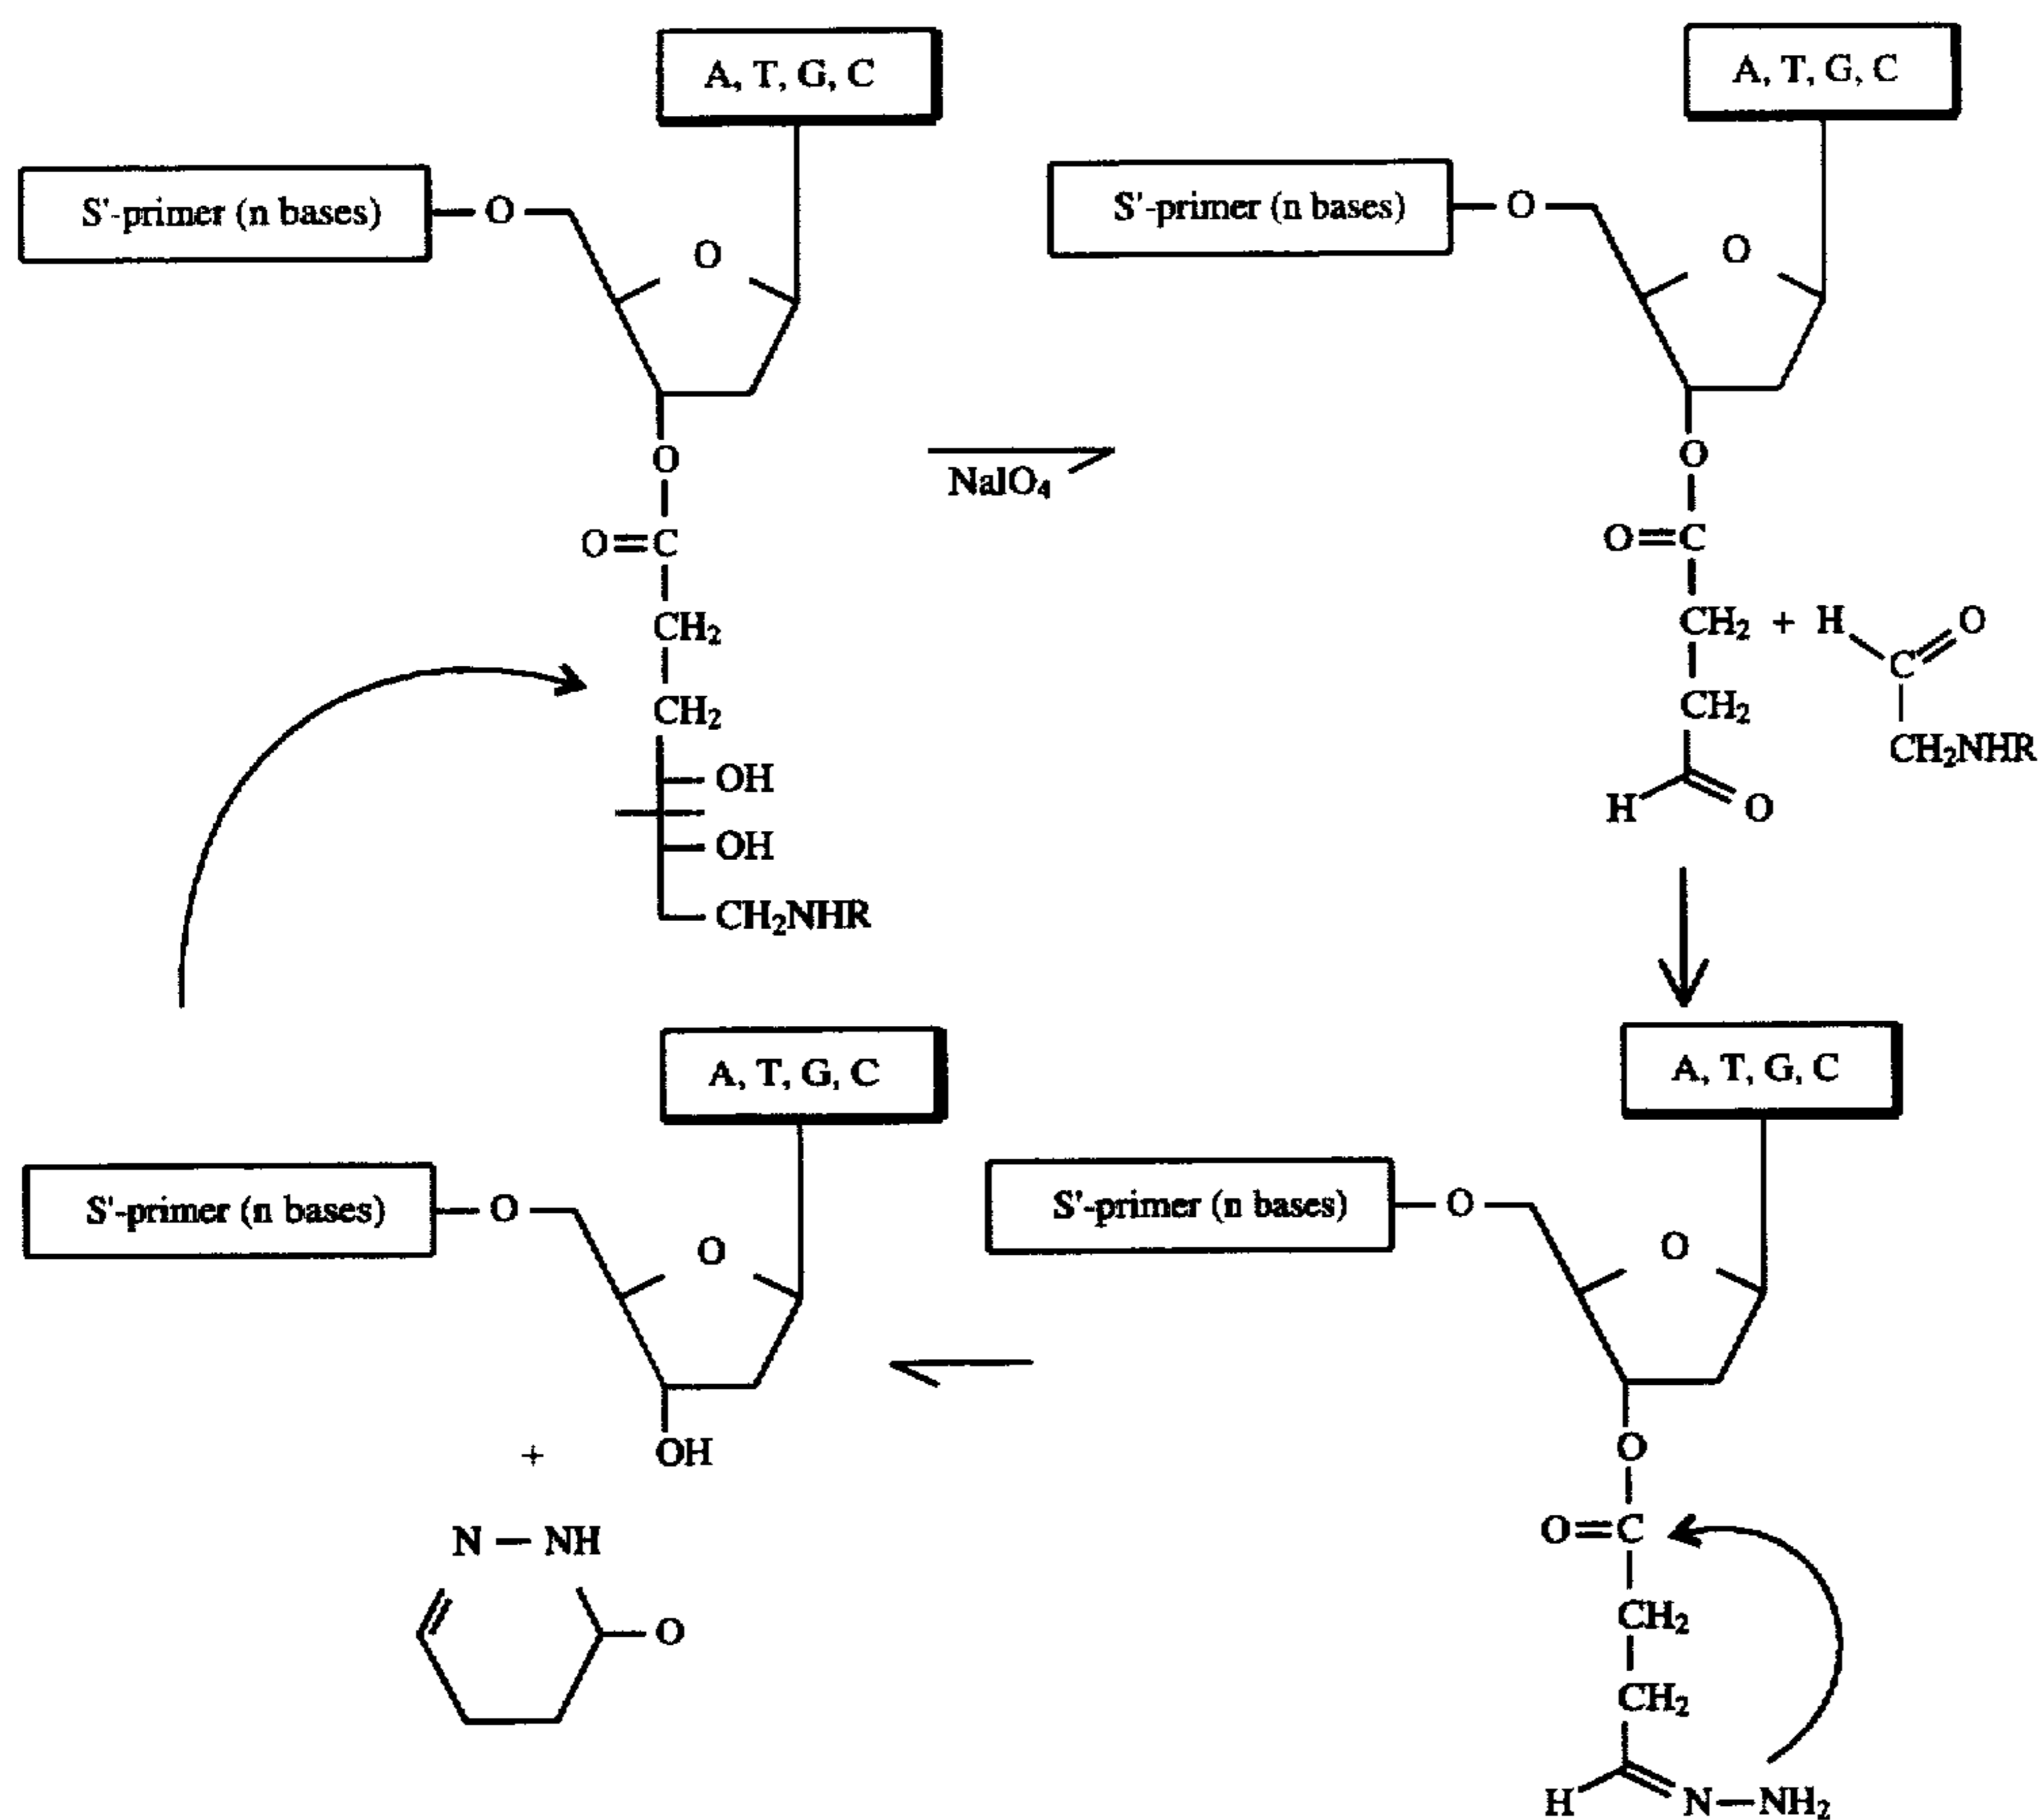 A, T, G, C
S'-primer (n bases) — O
O
O
O=C
CH₂
CH₂
OH
OH
CH₂NHR
NaIO₄
A, T, G, C
S'-primer (n bases) — O
O
O
O=C
CH₂ + H O
C
CH₂
CH₂NHR
H O
A, T, G, C
S'-primer (n bases) — O
O
OH
+
N — NH
O
A, T, G, C
S'-primer (n bases) — O
O
O
O=C
CH₂
CH₂
H N—NH₂